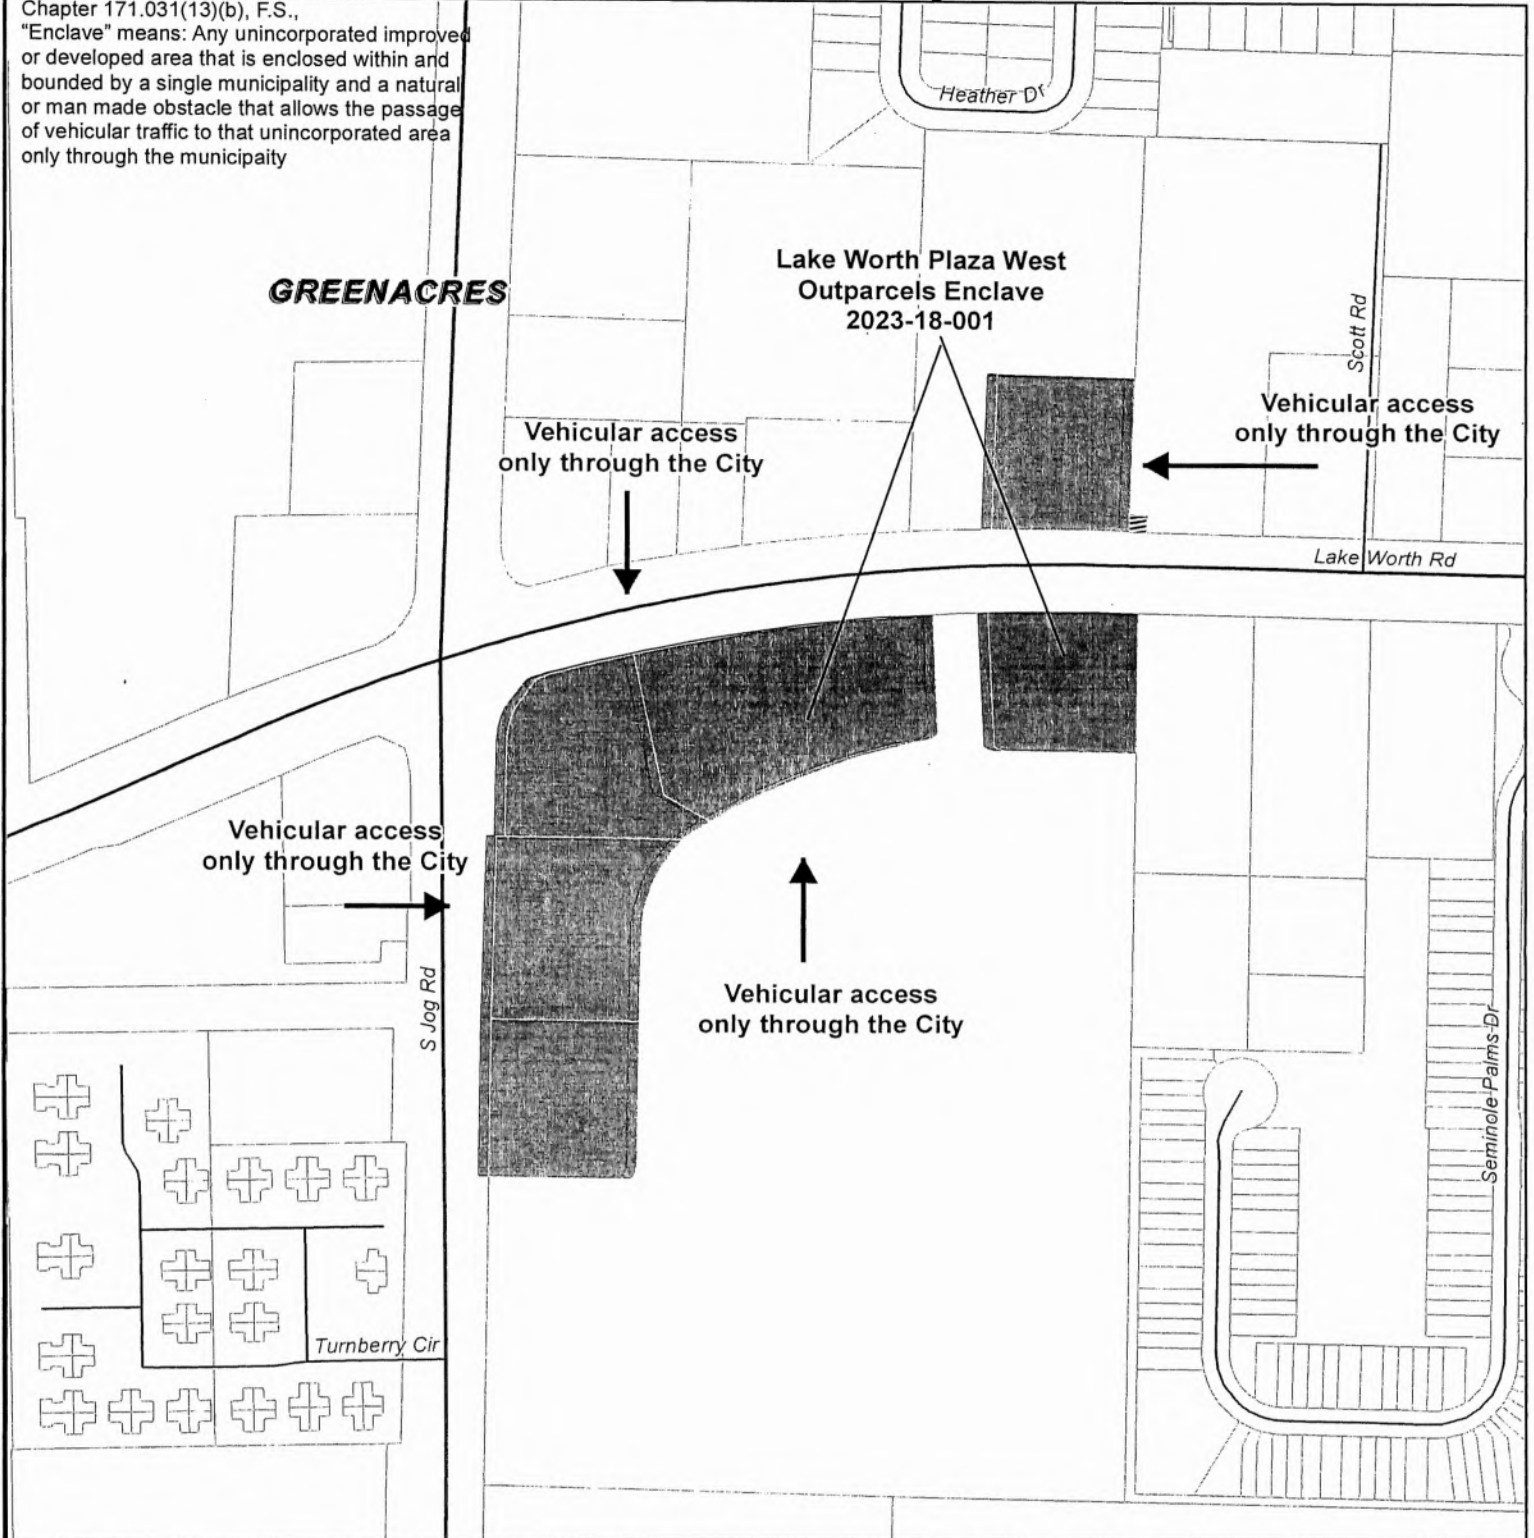 Chapter 171.031(13)(b), F.S.,
"Enclave" means: Any unincorporated improved
or developed area that is enclosed within and
bounded by a single municipality and a natural
or man made obstacle that allows the passage
of vehicular traffic to that unincorporated area
only through the municipaity
Heather Dr
GREENACRES
Lake Worth Plaza West
Outparcels Enclave
2023-18-001
Scott Rd
Vehicular access
only through the City
Vehicular access
only through the City
Lake Worth Rd
Vehicular access
only through the City
S Jog Rd
Vehicular access
only through the City
Seminole Palms Dr
Turnberry Cir